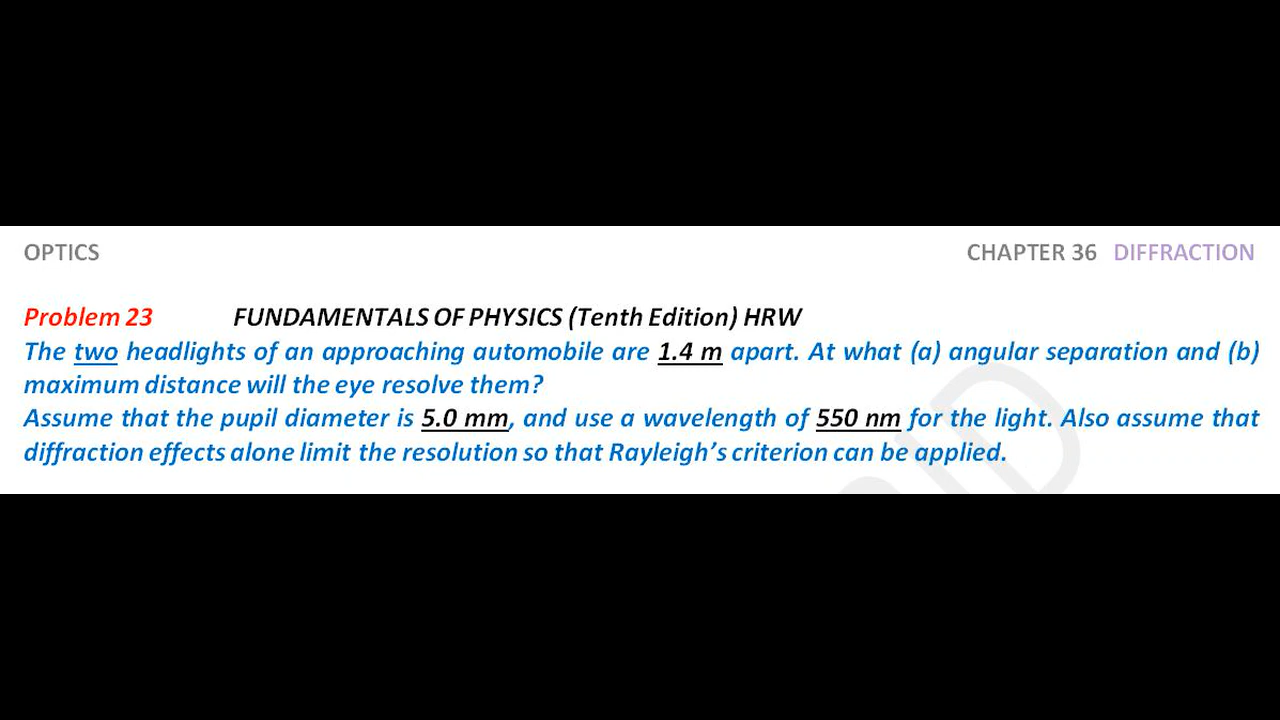 OPTICS CHAPTER 36 DIFFRACTION
Problem 23 FUNDAMENTALS OF PHYSICS (Tenth Edition) HRW
The two headlights of an approaching automobile are 1.4 m apart. At what (a) angular separation and (b)
maximum distance will the eye resolve them?
Assume that the pupil diameter is 5.0 mm, and use a wavelength of 550 nm for the light. Also assume that
diffraction effects alone limit the resolution so that Rayleigh’s criterion can be applied.